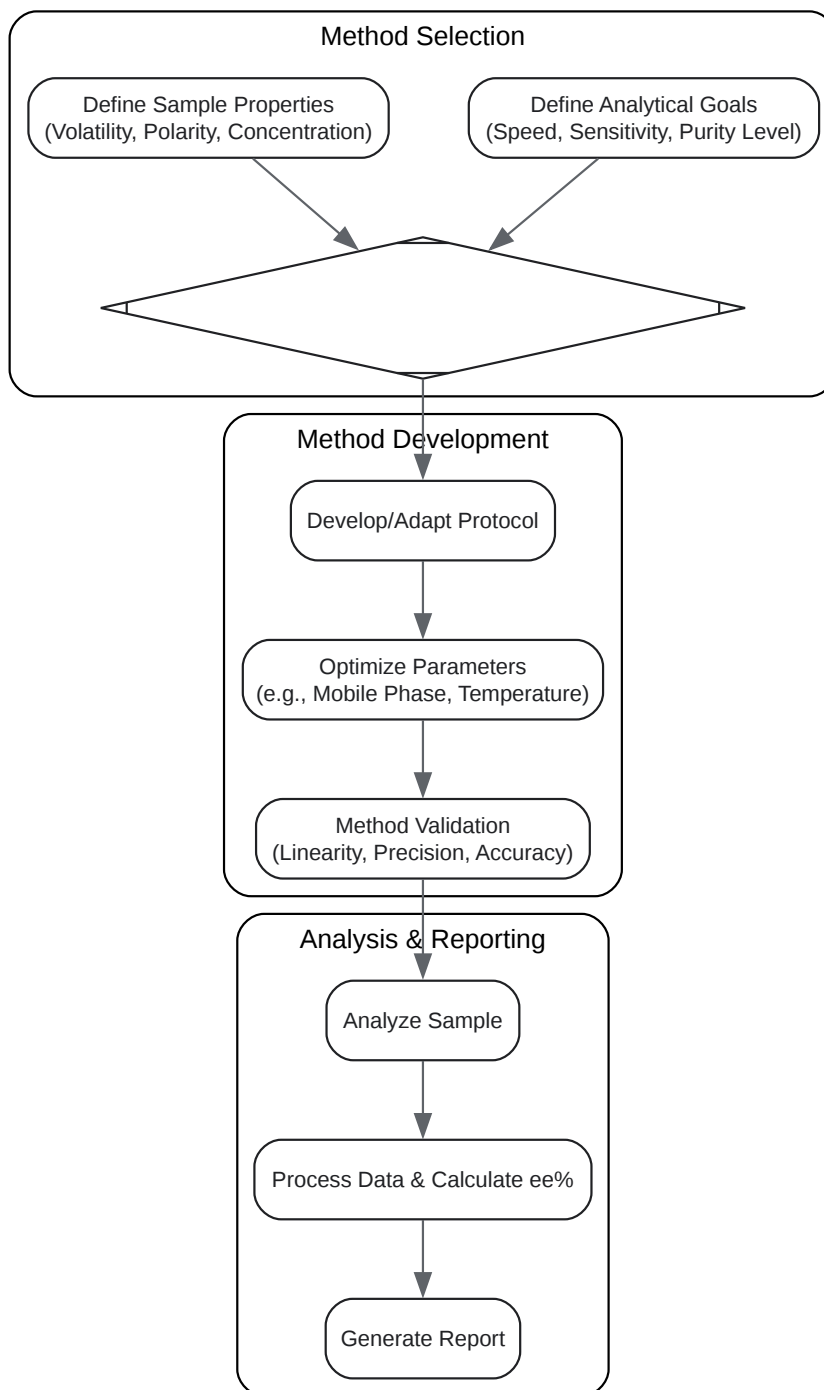 Method Selection
Define Sample Properties
(Volatility, Polarity, Concentration)
Define Analytical Goals
(Speed, Sensitivity, Purity Level)
Method Development
Develop/Adapt Protocol
Optimize Parameters
(e.g., Mobile Phase, Temperature)
Method Validation
(Linearity, Precision, Accuracy)
Analysis & Reporting
Analyze Sample
Process Data & Calculate ee%
Generate Report